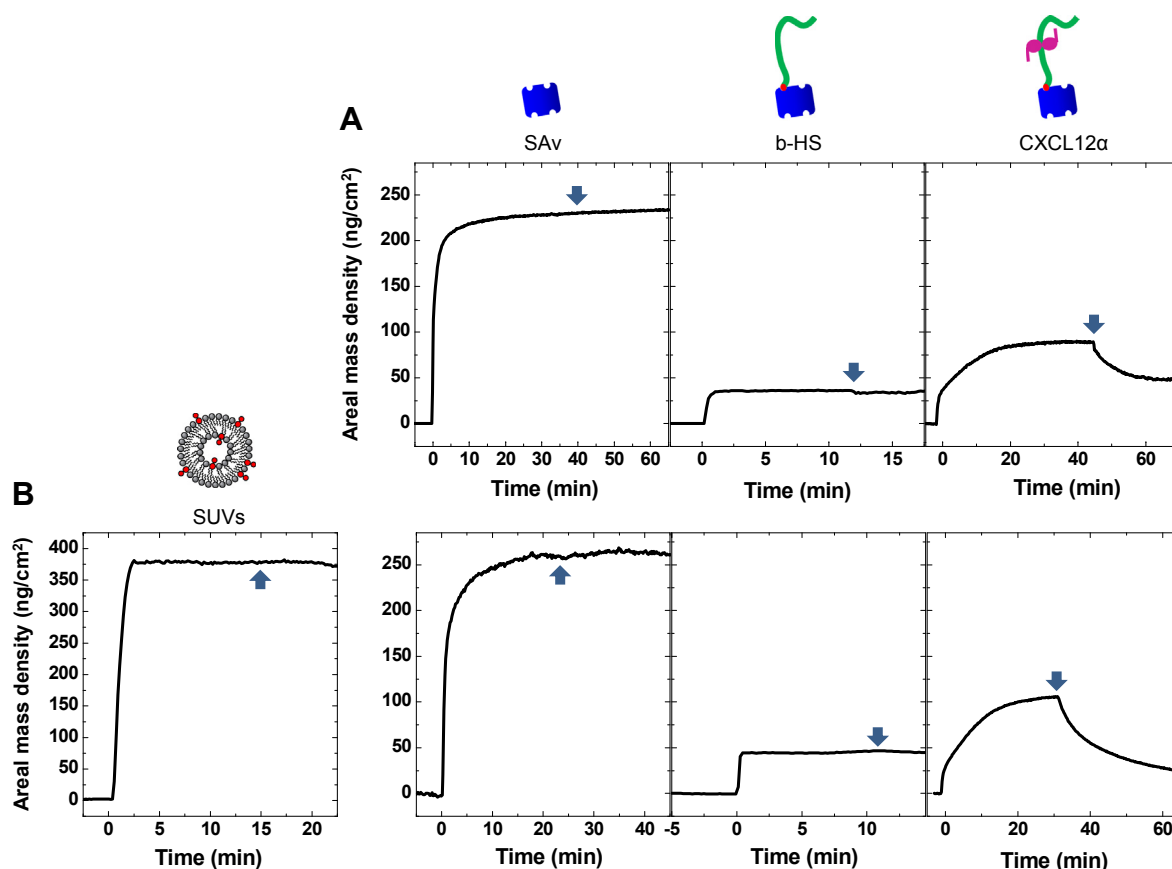 A
SAv
b-HS
CXCL12α
Areal mass density (ng/cm²)
250
200
150
100
50
0
0 10 20 30 40 50 60
0 5 10
0 20 40 60
Time (min)
Time (min)
Time (min)
B
SUVs
Areal mass density (ng/cm²)
400
350
300
250
200
150
100
50
0
250
200
150
100
50
0
0 5 10 15 20
0 10 20 30 40
-5 0 5 10
0 20 40 60
Time (min)
Time (min)
Time (min)
Time (min)